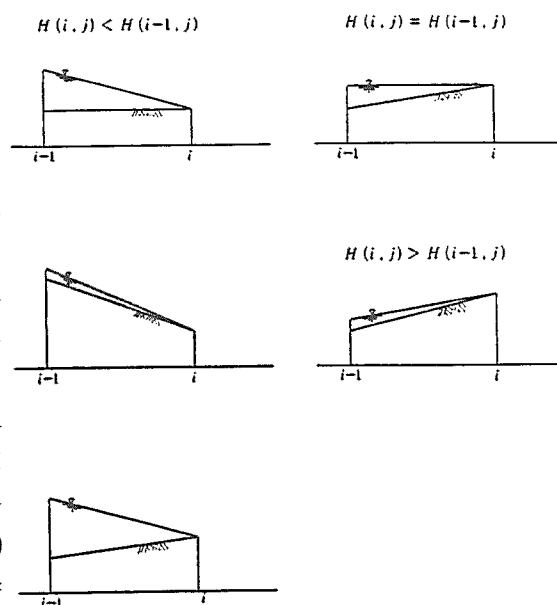 H(i,j) < H(i-1,j)
H(i,j) = H(i-1,j)
i-1 i
i-1 i
H(i,j) > H(i-1,j)
i-1 i
i-1 i
i-1 i